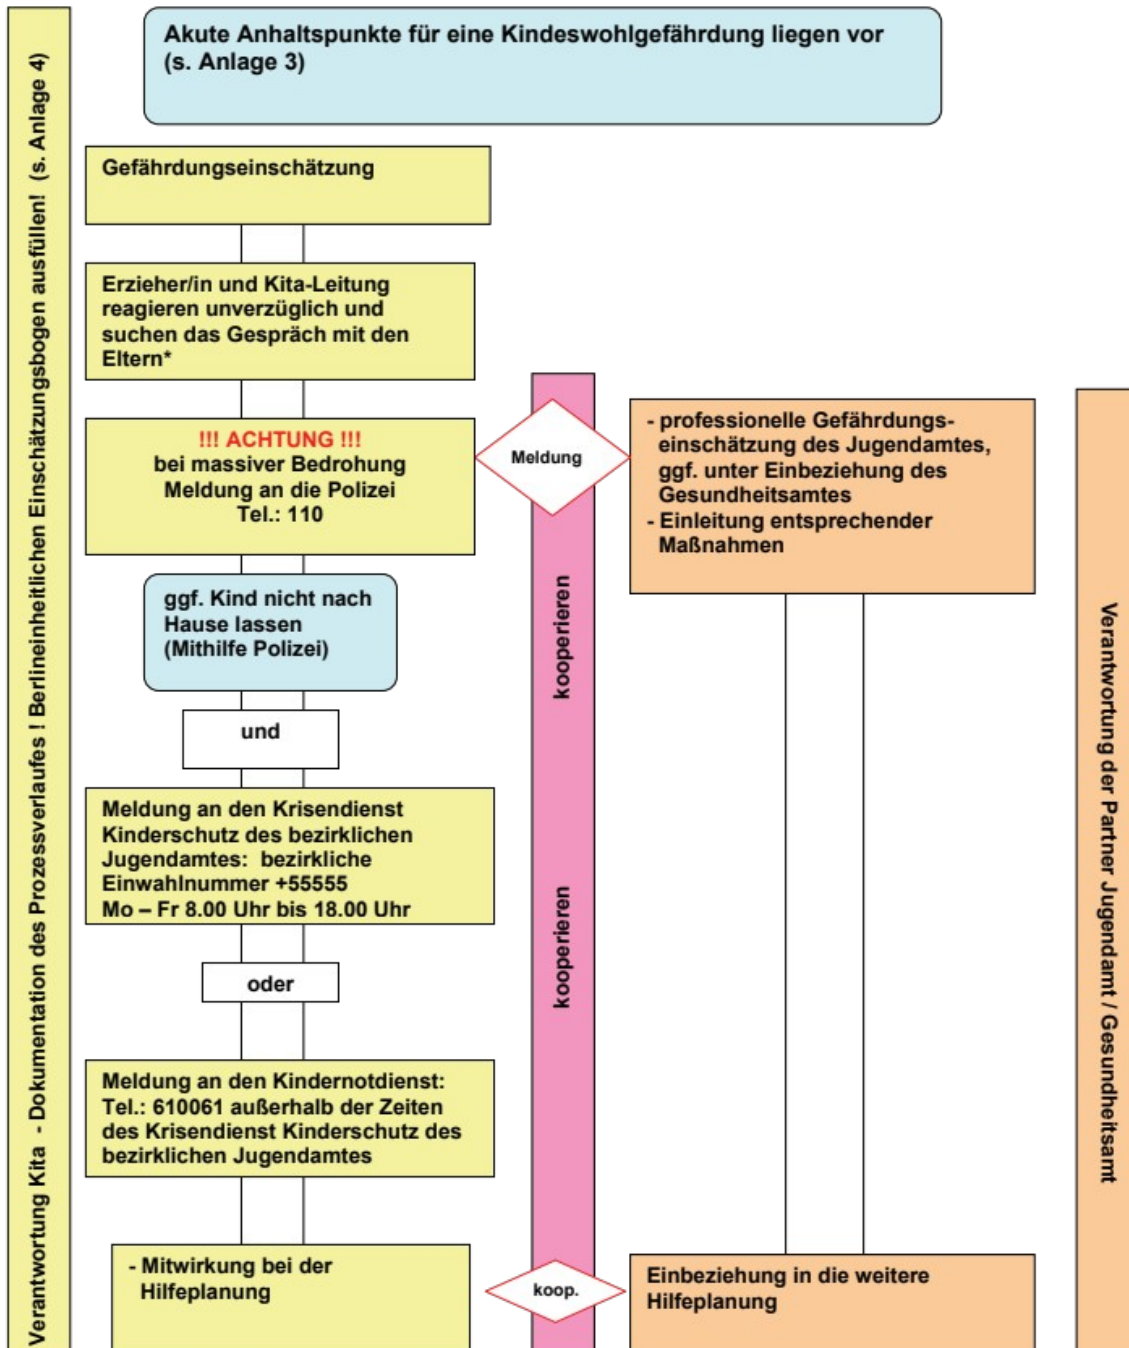 Verantwortung Kita  - Dokumentation des Prozessverlaufes ! Berlineinheitlichen Einschätzungsbogen ausfüllen!  (s. Anlage 4)
Akute Anhaltspunkte für eine Kindeswohlgefährdung liegen vor
(s. Anlage 3)
Gefährdungseinschätzung
Erzieher/in und Kita-Leitung
reagieren unverzüglich und
suchen das Gespräch mit den
Eltern*
!!! ACHTUNG !!!
bei massiver Bedrohung
Meldung an die Polizei
Tel.: 110
Meldung
- professionelle Gefährdungs-
einschätzung des Jugendamtes,
ggf. unter Einbeziehung des
Gesundheitsamtes
- Einleitung entsprechender
Maßnahmen
ggf. Kind nicht nach
Hause lassen
(Mithilfe Polizei)
kooperieren
und
Meldung an den Krisendienst
Kinderschutz des bezirklichen
Jugendamtes:  bezirkliche
Einwahlnummer +55555
Mo – Fr 8.00 Uhr bis 18.00 Uhr
kooperieren
oder
Meldung an den Kindernotdienst:
Tel.: 610061 außerhalb der Zeiten
des Krisendienst Kinderschutz des
bezirklichen Jugendamtes
- Mitwirkung bei der
Hilfeplanung
koop.
Einbeziehung in die weitere
Hilfeplanung
Verantwortung der Partner Jugendamt / Gesundheitsamt